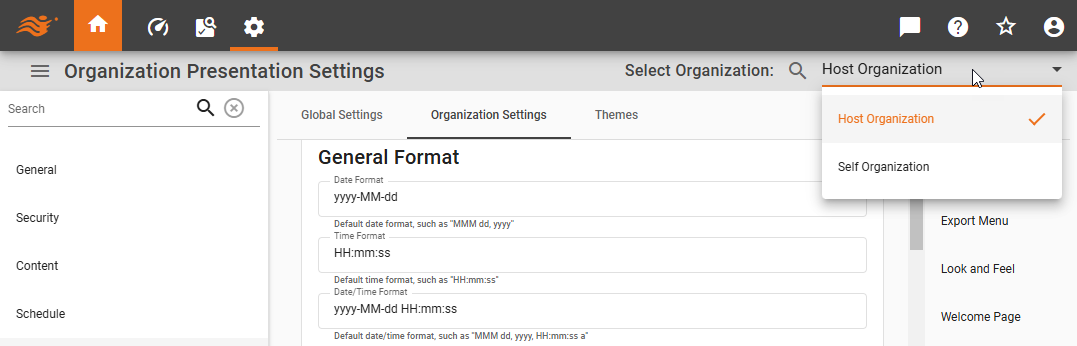 Organization Presentation Settings
Select Organization:
Host Organization
Host Organization
Self Organization
Search
General
Security
Content
Schedule
Global Settings
Organization Settings
Themes
General Format
Date Format
yyyy-MM-dd
Default date format, such as "MMM dd, yyyy"
Time Format
HH:mm:ss
Default time format, such as "HH:mm:ss"
Date/Time Format
yyyy-MM-dd HH:mm:ss
Default date/time format, such as "MMM dd, yyyy, HH:mm:ss a"
Export Menu
Look and Feel
Welcome Page